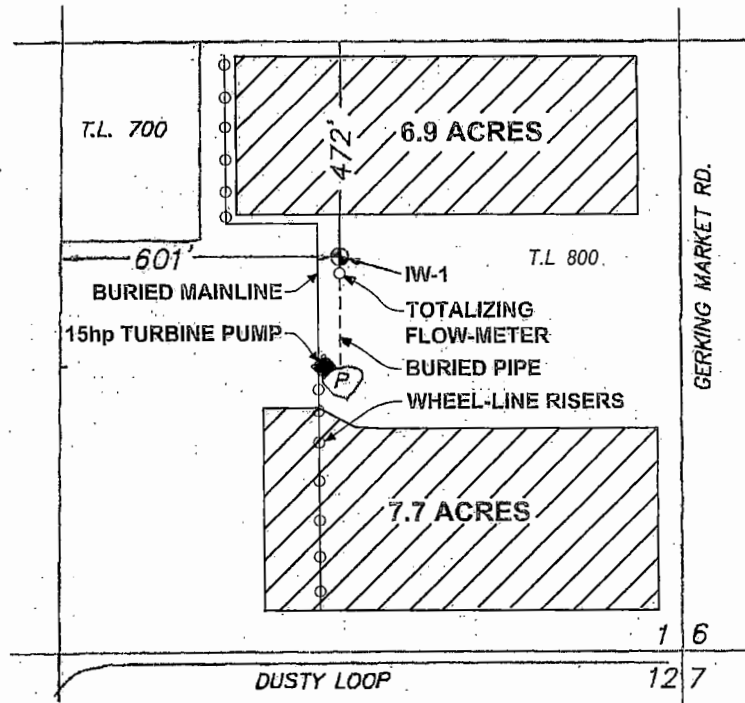 T.L. 700
6.9 ACRES
472'
GERKING MARKET RD.
601'
T.L 800
IW-1
BURIED MAINLINE
TOTALIZING
FLOW-METER
15hp TURBINE PUMP
BURIED PIPE
P
WHEEL-LINE RISERS
7.7 ACRES
1 6
DUSTY LOOP
12 7